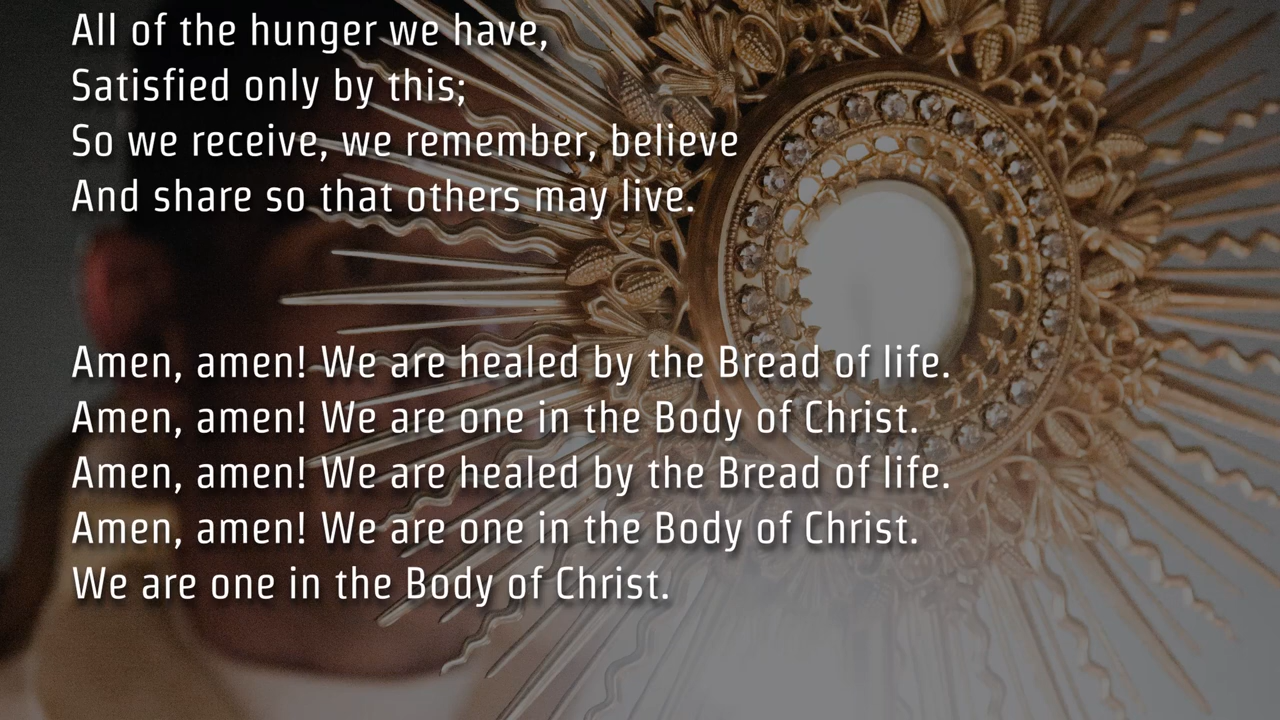 All of the hunger we have,
Satisfied only by this;
So we receive, we remember, believe
And share so that others may live.
Amen, amen! We are healed by the Bread of life.
Amen, amen! We are one in the Body of Christ.
Amen, amen! We are healed by the Bread of life.
Amen, amen! We are one in the Body of Christ.
We are one in the Body of Christ.